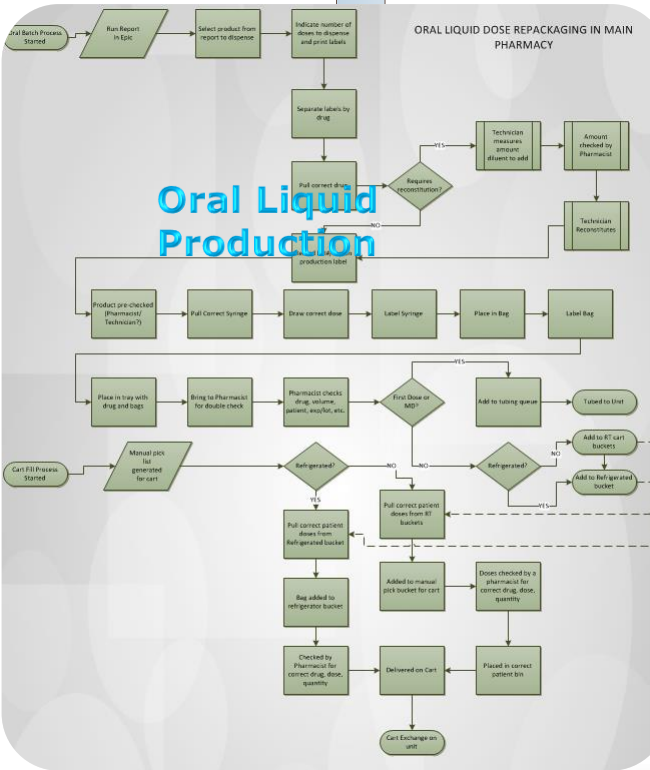 ORAL LIQUID DOSE REPACKAGING IN MAIN
PHARMACY
Oral Batch Process
Started
Run Report
in Epic
Select product from
report to dispense
Indicate number of
doses to dispense
and print labels
Separate labels by
drug
Pull correct drug
Requires
reconstitution?
YES
Technician
measures
amount
diluent to add
Amount
checked by
Pharmacist
Technician
Reconstitutes
NO
Oral Liquid
Production
production label
Product pre-checked
(Pharmacist/
Technician?)
Pull Correct Syringe
Draw correct dose
Label Syringe
Place in Bag
Label Bag
Place in tray with
drug and bags
Bring to Pharmacist
for double check
Pharmacist checks
drug, volume,
patient, exp/lot, etc.
First Dose or
MD?
YES
Add to tubing queue
Tubed to Unit
NO
Refrigerated?
NO
Add to RT cart
buckets
YES
Add to Refrigerated
bucket
Cart Fill Process
Started
Manual pick
list
generated
for cart
Refrigerated?
NO
YES
Pull correct patient
doses from RT
buckets
Pull correct patient
doses from
Refrigerated bucket
Added to manual
pick bucket for cart
Doses checked by a
pharmacist for
correct drug, dose,
quantity
Bag added to
refrigerator bucket
Checked by
Pharmacist for
correct drug, dose,
quantity
Delivered on Cart
Placed in correct
patient bin
Cart Exchange on
unit